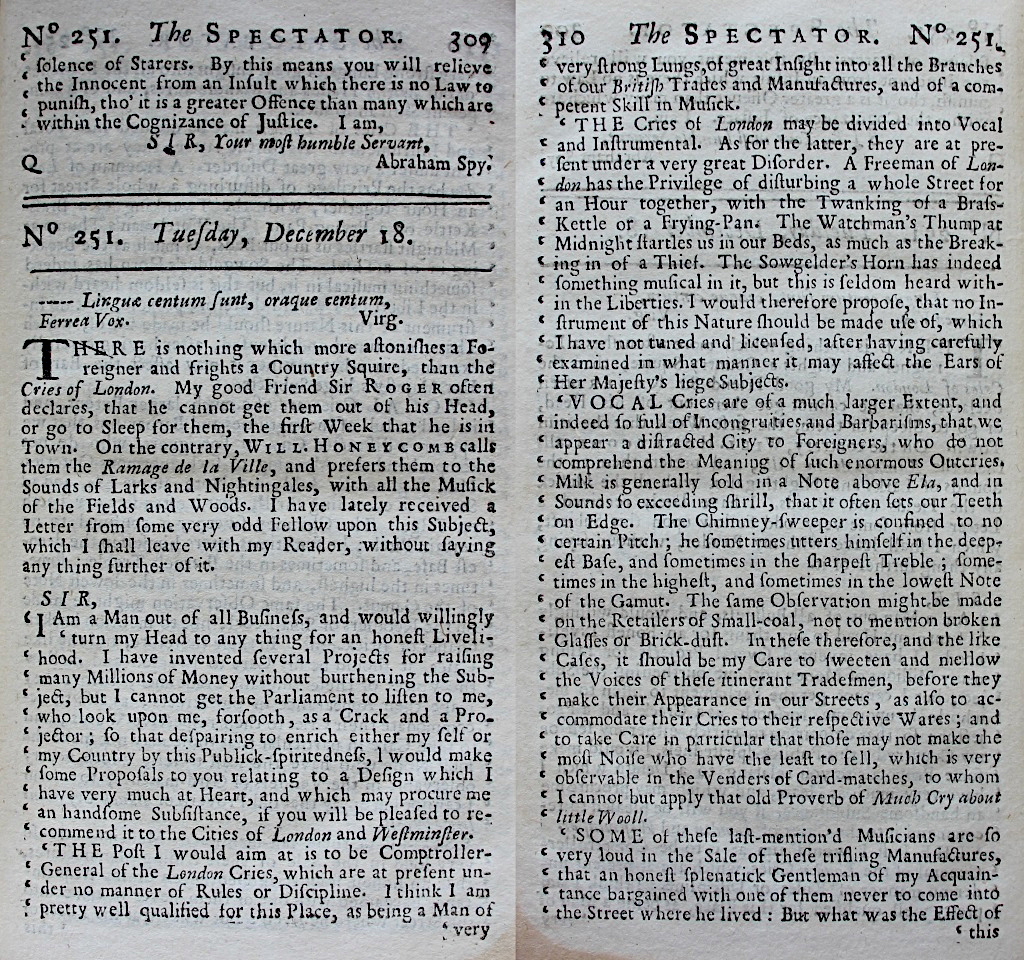 Nº 251. The SPECTATOR. 309
‘ ſolence of Starers. By this means you will relieve
‘ the Innocent from an Inſult which there is no Law to
‘ puniſh, tho' it is a greater Offence than many which are
‘ within the Cognizance of Juſtice. I am,
SIR, Your moſt humble Servant,
Q Abraham Spy.
Nº 251. Tueſday, December 18.
----- Linguæ centum ſunt, oraque centum,
Ferrea Vox. Virg.
THERE is nothing which more aſtoniſhes a Fo-
reigner and frights a Country Squire, than the
Cries of London. My good Friend Sir ROGER often
declares, that he cannot get them out of his Head,
or go to Sleep for them, the firſt Week that he is in
Town. On the contrary, WILL. HONEYCOMB calls
them the Ramage de la Ville, and prefers them to the
Sounds of Larks and Nightingales, with all the Muſick
of the Fields and Woods. I have lately received a
Letter from ſome very odd Fellow upon this Subject,
which I ſhall leave with my Reader, without ſaying
any thing further of it.
SIR,
‘ I Am a Man out of all Buſineſs, and would willingly
‘ turn my Head to any thing for an honeſt Liveli-
‘ hood. I have invented ſeveral Projects for raiſing
‘ many Millions of Money without burthening the Sub-
‘ ject, but I cannot get the Parliament to liſten to me,
‘ who look upon me, forſooth, as a Crack and a Pro-
‘ jector; ſo that deſpairing to enrich either my ſelf or
‘ my Country by this Publick-ſpiritedneſs, I would make
‘ ſome Propoſals to you relating to a Deſign which I
‘ have very much at Heart, and which may procure me
‘ an handſome Subſiſtance, if you will be pleaſed to re-
‘ commend it to the Cities of London and Weſtminſter.
‘ THE Poſt I would aim at is to be Comptroller-
‘ General of the London Cries, which are at preſent un-
‘ der no manner of Rules or Diſcipline. I think I am
‘ pretty well qualified for this Place, as being a Man of
‘ very
310 The SPECTATOR. Nº 251.
‘ very ſtrong Lungs, of great Inſight into all the Branches
‘ of our Britiſh Trades and Manufactures, and of a com-
‘ petent Skill in Muſick.
‘ THE Cries of London may be divided into Vocal
‘ and Inſtrumental. As for the latter, they are at pre-
‘ ſent under a very great Diſorder. A Freeman of Lon-
‘ don has the Privilege of diſturbing a whole Street for
‘ an Hour together, with the Twanking of a Braſs-
‘ Kettle or a Frying-Pan. The Watchman's Thump at
‘ Midnight ſtartles us in our Beds, as much as the Break-
‘ ing in of a Thief. The Sowgelder's Horn has indeed
‘ ſomething muſical in it, but this is ſeldom heard with-
‘ in the Liberties. I would therefore propoſe, that no In-
‘ ſtrument of this Nature ſhould be made uſe of, which
‘ I have not tuned and licenſed, after having carefully
‘ examined in what manner it may affect the Ears of
‘ Her Majeſty's liege Subjects.
‘ VOCAL Cries are of a much larger Extent, and
‘ indeed ſo full of Incongruities and Barbariſms, that we
‘ appear a diſtracted City to Foreigners, who do not
‘ comprehend the Meaning of ſuch enormous Outcries.
‘ Milk is generally ſold in a Note above Ela, and in
‘ Sounds ſo exceeding ſhrill, that it often ſets our Teeth
‘ on Edge. The Chimney-ſweeper is confined to no
‘ certain Pitch; he ſometimes utters himſelf in the deep-
‘ eſt Baſe, and ſometimes in the ſharpeſt Treble; ſome-
‘ times in the higheſt, and ſometimes in the loweſt Note
‘ of the Gamut. The ſame Obſervation might be made
‘ on the Retailers of Small-coal, not to mention broken
‘ Glaſſes or Brick-duſt. In theſe therefore, and the like
‘ Caſes, it ſhould be my Care to ſweeten and mellow
‘ the Voices of theſe itinerant Tradeſmen, before they
‘ make their Appearance in our Streets, as alſo to ac-
‘ commodate their Cries to their reſpective Wares; and
‘ to take Care in particular that thoſe may not make the
‘ moſt Noiſe who have the leaſt to ſell, which is very
‘ obſervable in the Venders of Card-matches, to whom
‘ I cannot but apply that old Proverb of Much Cry about
‘ little Wooll.
‘ SOME of theſe laſt-mention'd Muſicians are ſo
‘ very loud in the Sale of theſe trifling Manufactures,
‘ that an honeſt ſplenatick Gentleman of my Acquain-
‘ tance bargained with one of them never to come into
‘ the Street where he lived: But what was the Effect of
‘ this